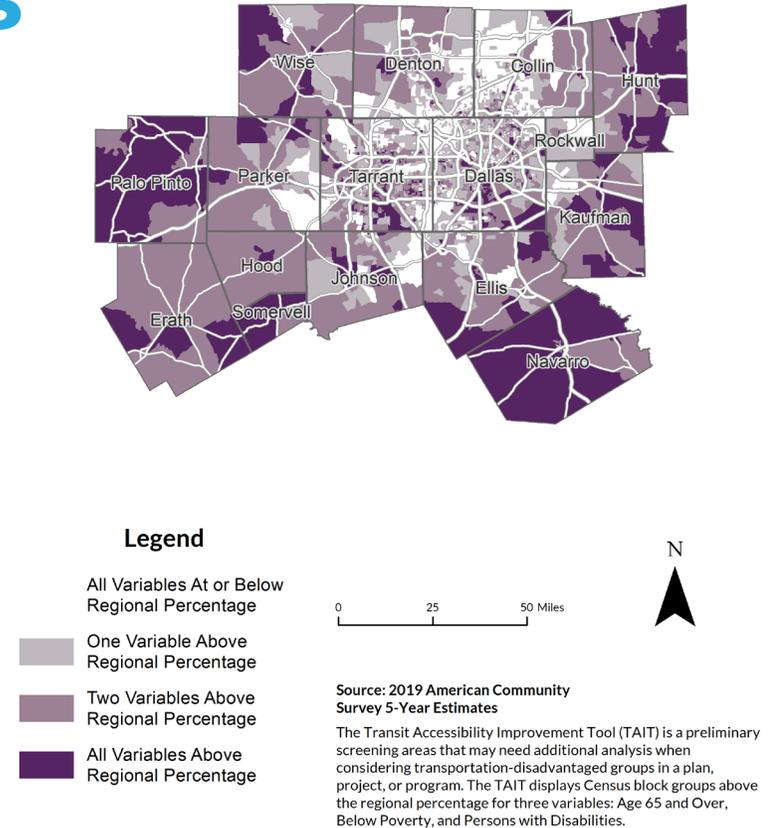 Wise
Denton
Collin
Hunt
Rockwall
Palo Pinto
Parker
Tarrant
Dallas
Kaufman
Hood
Johnson
Ellis
Somervell
Erath
Navarro
Legend
All Variables At or Below
Regional Percentage
One Variable Above
Regional Percentage
Two Variables Above
Regional Percentage
All Variables Above
Regional Percentage
0 25 50 Miles
N
Source: 2019 American Community
Survey 5-Year Estimates
The Transit Accessibility Improvement Tool (TAIT) is a preliminary
screening areas that may need additional analysis when
considering transportation-disadvantaged groups in a plan,
project, or program. The TAIT displays Census block groups above
the regional percentage for three variables: Age 65 and Over,
Below Poverty, and Persons with Disabilities.